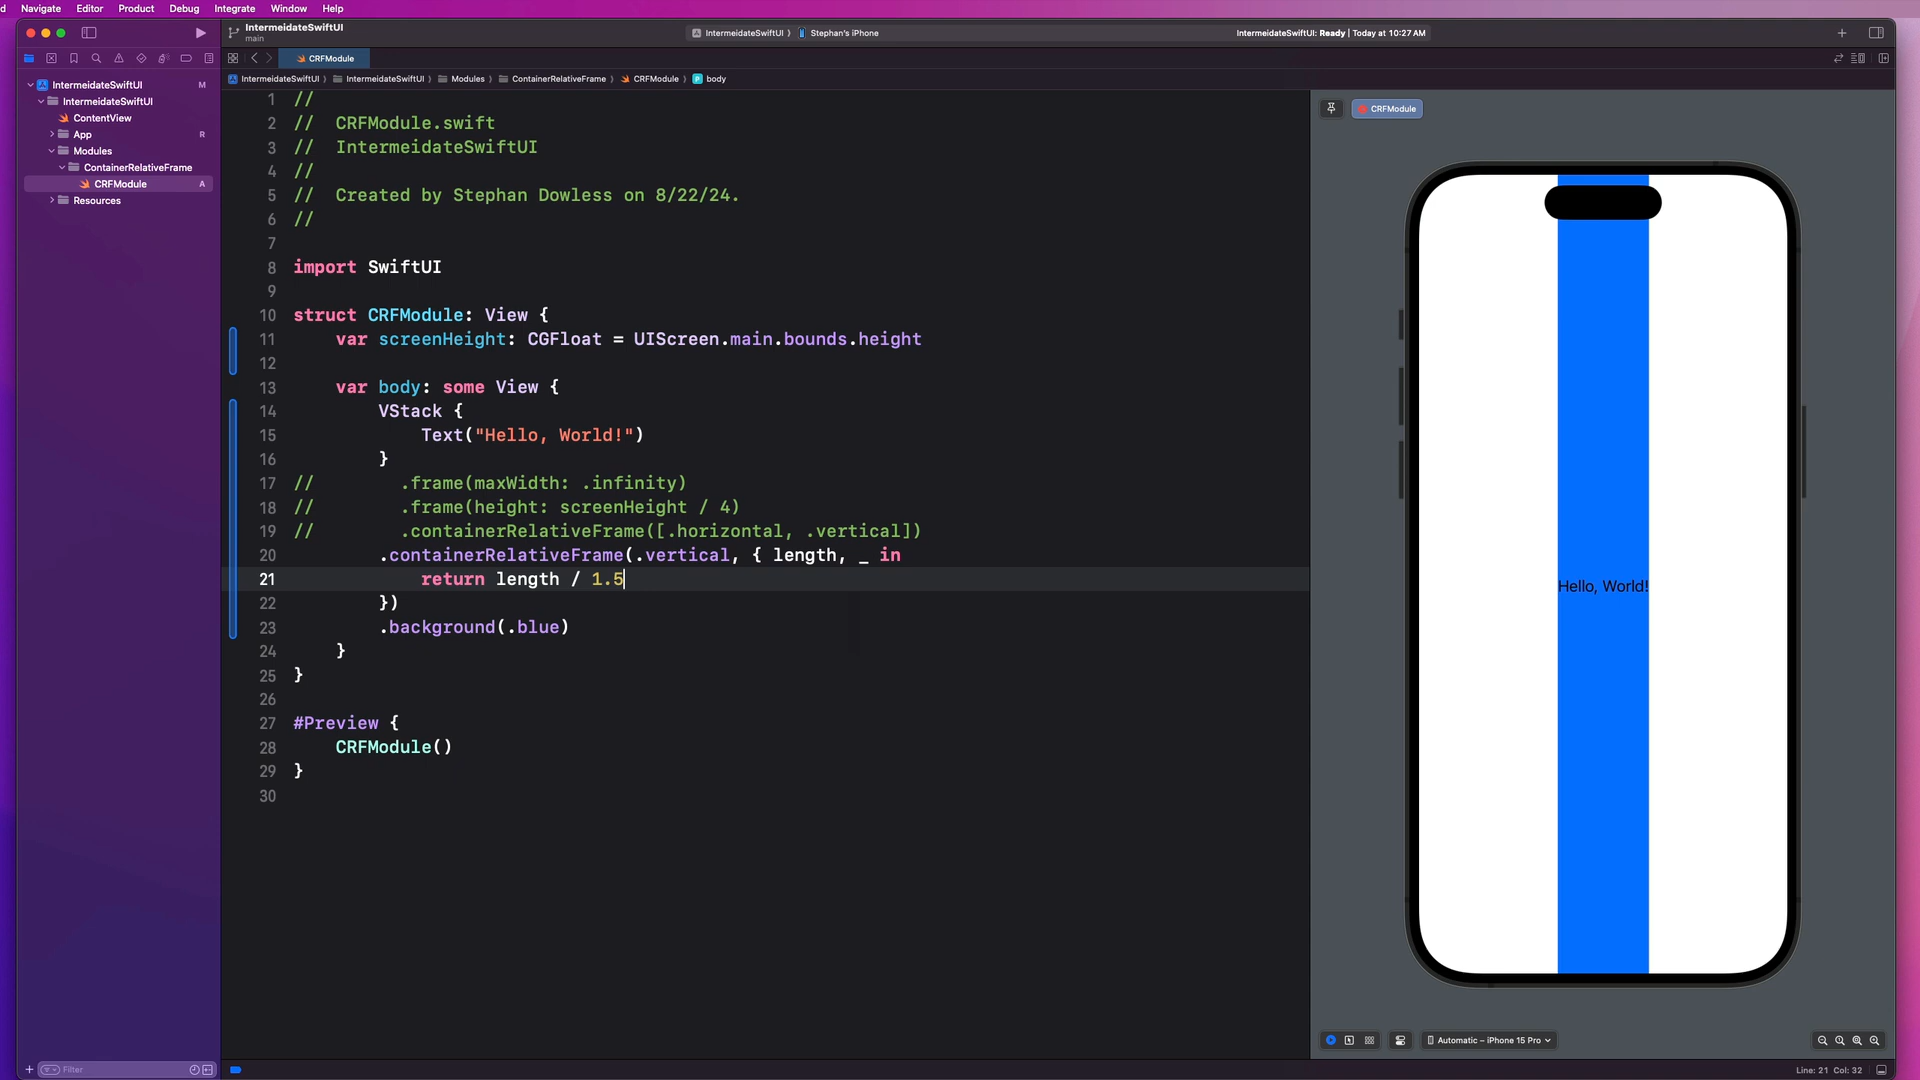 d Navigate Editor Product Debug Integrate Window Help
IntermeidateSwiftUI
main
IntermeidateSwiftUI Stephan's iPhone
IntermeidateSwiftUI: Ready | Today at 10:27 AM
CRFModule
IntermeidateSwiftUI IntermeidateSwiftUI Modules ContainerRelativeFrame CRFModule body
IntermeidateSwiftUI M
IntermeidateSwiftUI
ContentView
App R
Modules
ContainerRelativeFrame
CRFModule A
Resources
1 //
2 //  CRFModule.swift
3 //  IntermeidateSwiftUI
4 //
5 //  Created by Stephan Dowless on 8/22/24.
6 //
7
8 import SwiftUI
9
10 struct CRFModule: View {
11     var screenHeight: CGFloat = UIScreen.main.bounds.height
12
13     var body: some View {
14         VStack {
15             Text("Hello, World!")
16         }
17 //        .frame(maxWidth: .infinity)
18 //        .frame(height: screenHeight / 4)
19 //        .containerRelativeFrame([.horizontal, .vertical])
20         .containerRelativeFrame(.vertical, { length, _ in
21             return length / 1.5
22         })
23         .background(.blue)
24     }
25 }
26
27 #Preview {
28     CRFModule()
29 }
30
CRFModule
Hello, World!
Automatic – iPhone 15 Pro
Filter
Line: 21 Col: 32